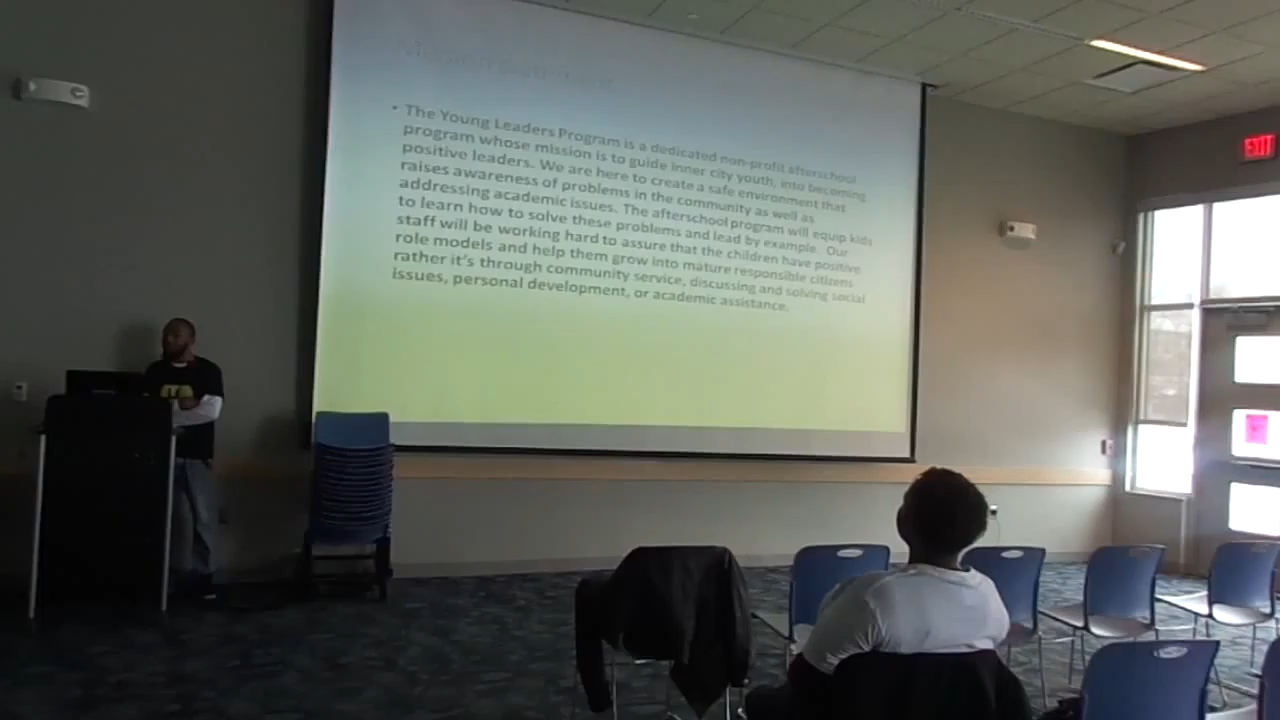 Mission Statement
• The Young Leaders Program is a dedicated non-profit afterschool
program whose mission is to guide inner city youth, into becoming
positive leaders. We are here to create a safe environment that
raises awareness of problems in the community as well as
addressing academic issues. The afterschool program will equip kids
to learn how to solve these problems and lead by example. Our
staff will be working hard to assure that the children have positive
role models and help them grow into mature responsible citizens
rather it's through community service, discussing and solving social
issues, personal development, or academic assistance.
EXIT